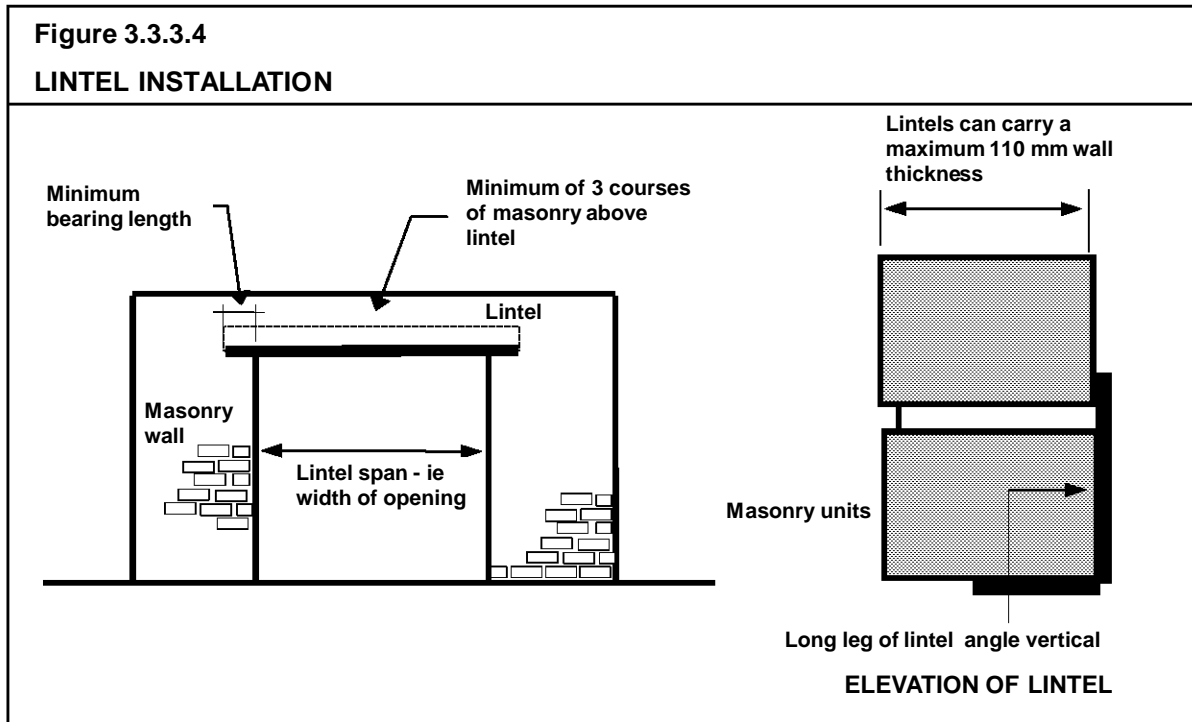 Figure 3.3.3.4
LINTEL INSTALLATION
Minimum
bearing length
Minimum of 3 courses
of masonry above
lintel
Lintel
Masonry
wall
Lintel span - ie
width of opening
Lintels can carry a
maximum 110 mm wall
thickness
Masonry units
Long leg of lintel angle vertical
ELEVATION OF LINTEL